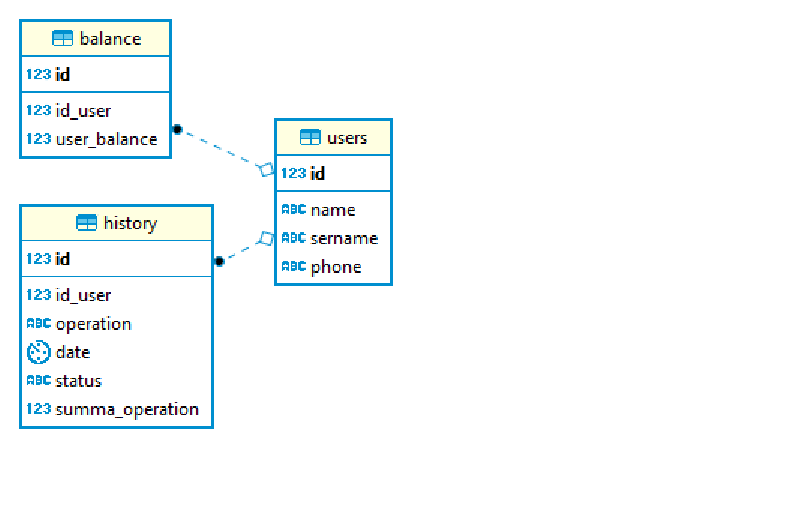 balance
123 id
123 id_user
123 user_balance
users
123 id
ABC name
ABC sername
ABC phone
history
123 id
123 id_user
ABC operation
date
ABC status
123 summa_operation